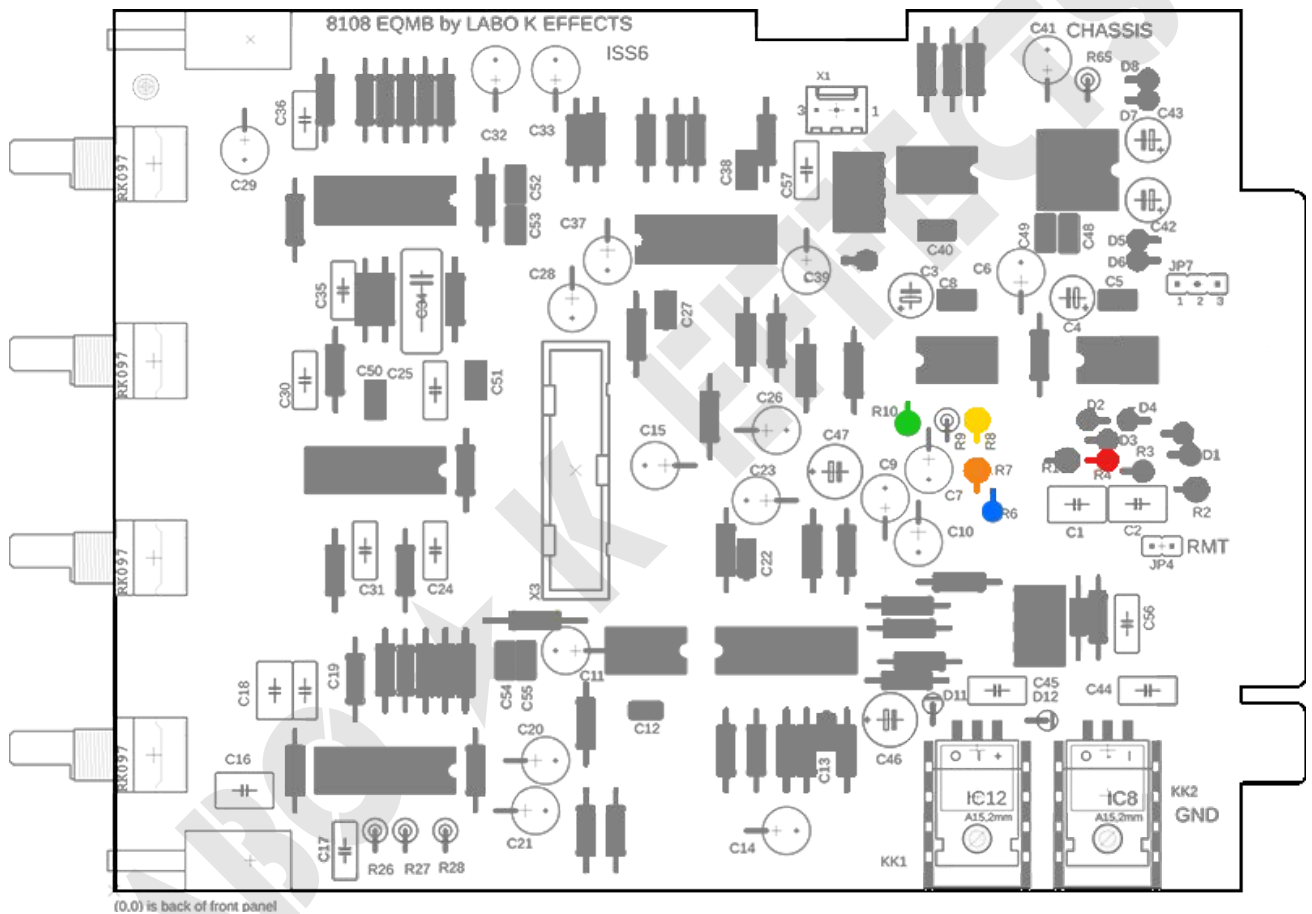 8108 EQMB by LABO K EFFECTS
ISS6
CHASSIS
C41
R65
D8
D7
C43
X1
3
1
C36
C32
C33
C29
RK097
C52
C53
C38
C57
C37
C28
C39
C40
C49
C48
C42
D5
D6
JP7
1 2 3
C3
C8
C6
C5
C4
C35
C34
C27
RK097
C30
C50
C25
C51
C26
C15
C47
C23
C9
C7
C10
R10
R9
R8
R7
R6
D2
D4
D3
D1
R1
R4
R3
R2
C1
C2
JP4
RMT
RK097
C31
C24
X3
C22
C56
C19
C18
C54
C55
C11
C12
C45
D11
D12
C44
C46
C20
C13
RK097
C16
C21
C14
C17
R26
R27
R28
IC12
A15,2mm
KK1
IC8
A15,2mm
KK2
GND
(0,0) is back of front panel
LABO K EFFECTS